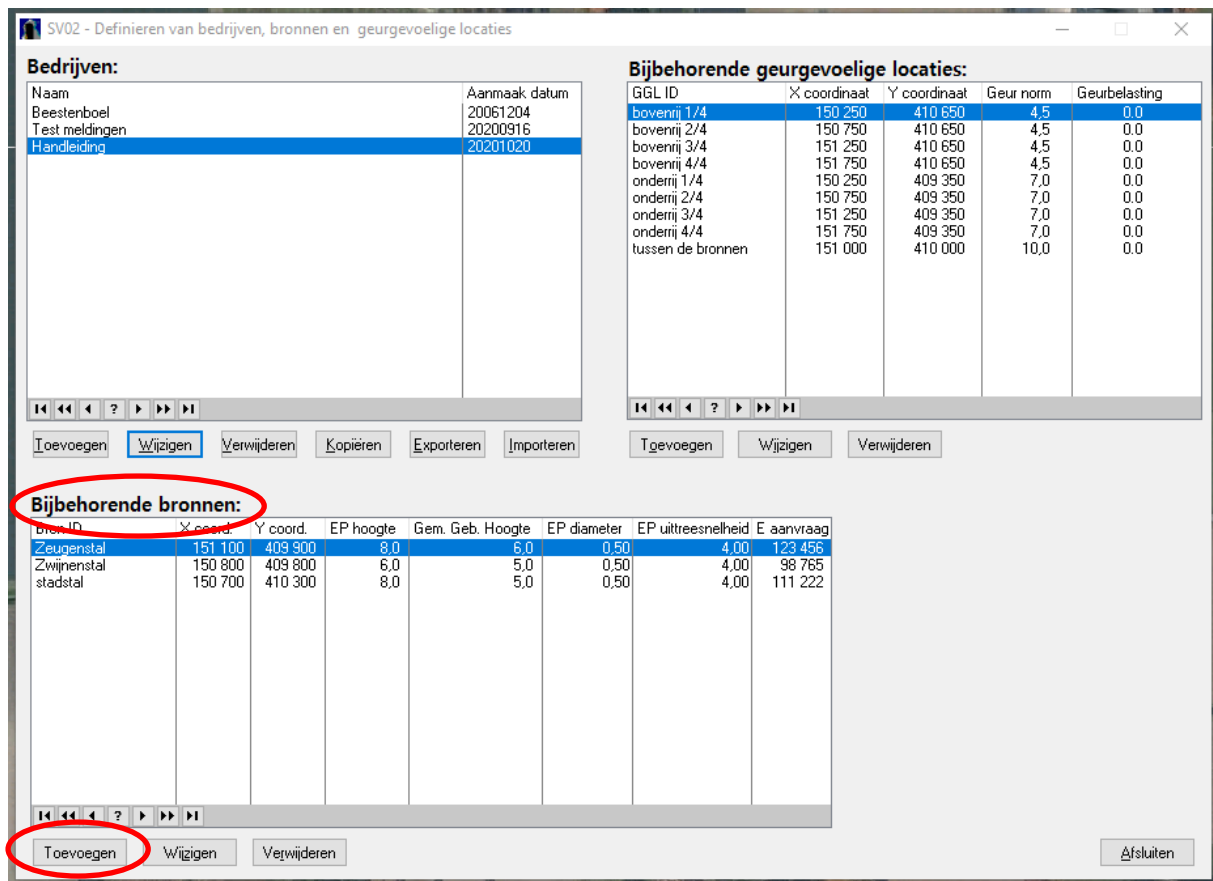 SV02 - Definieren van bedrijven, bronnen en geurgevoelige locaties
Bedrijven:
Naam Aanmaak datum
Beestenboel 20061204
Test meldingen 20200916
Handleiding 20201020
?
Toevoegen Wijzigen Verwijderen Kopiëren Exporteren Importeren
Bijbehorende geurgevoelige locaties:
GGL ID X coordinaat Y coordinaat Geur norm Geurbelasting
bovenrij 1/4 150 250 410 650 4,5 0.0
bovenrij 2/4 150 750 410 650 4,5 0.0
bovenrij 3/4 151 250 410 650 4,5 0.0
bovenrij 4/4 151 750 410 650 4,5 0.0
onderrij 1/4 150 250 409 350 7,0 0.0
onderrij 2/4 150 750 409 350 7,0 0.0
onderrij 3/4 151 250 409 350 7,0 0.0
onderrij 4/4 151 750 409 350 7,0 0.0
tussen de bronnen 151 000 410 000 10,0 0.0
?
Toevoegen Wijzigen Verwijderen
Bijbehorende bronnen:
Bron ID X coord. Y coord. EP hoogte Gem. Geb. Hoogte EP diameter EP uittreesnelheid E aanvraag
Zeugenstal 151 100 409 900 8,0 6,0 0,50 4,00 123 456
Zwijnenstal 150 800 409 800 6,0 5,0 0,50 4,00 98 765
stadstal 150 700 410 300 8,0 5,0 0,50 4,00 111 222
?
Toevoegen Wijzigen Verwijderen
Afsluiten